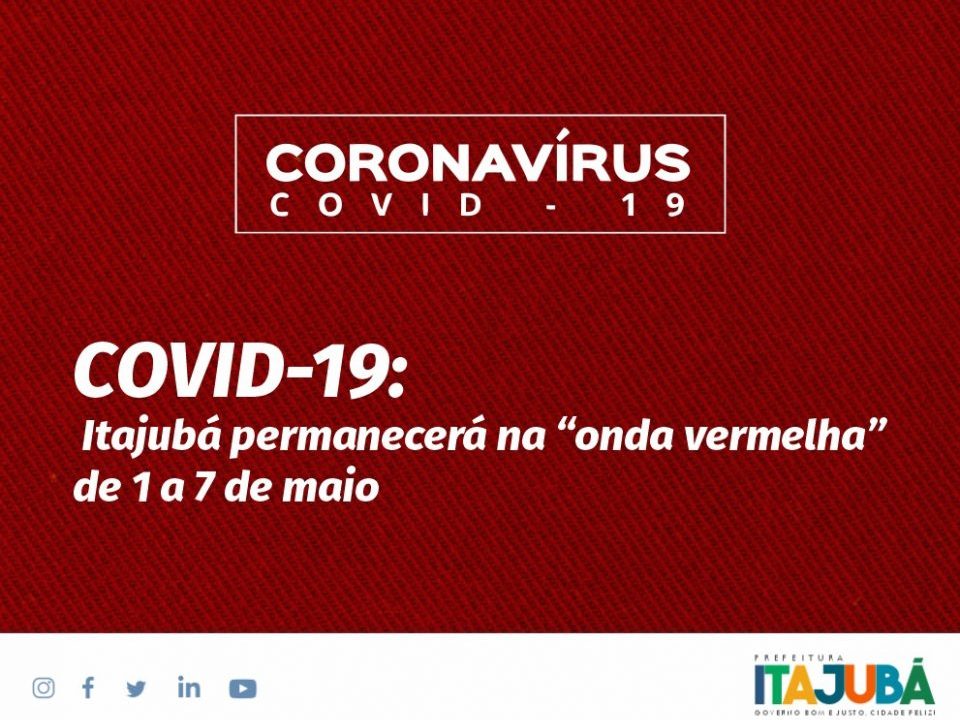 CORONAVÍRUS
COVID - 19
COVID-19:
Itajubá permanecerá na “onda vermelha”
de 1 a 7 de maio
PREFEITURA
ITAJUBÁ
GOVERNO BOM E JUSTO, CIDADE FELIZ!